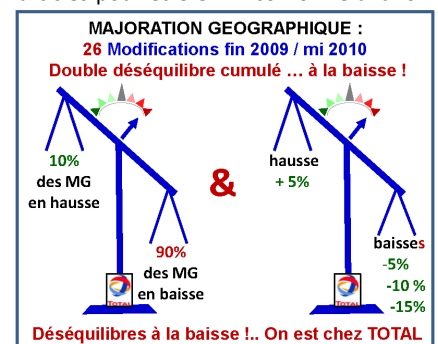 MAJORATION GEOGRAPHIQUE :
26 Modifications fin 2009 / mi 2010
Double déséquilibre cumulé … à la baisse !
10%
des MG
en hausse
90%
des MG
en baisse
TOTAL
&
hausse
+ 5%
baisses
-5%
-10 %
-15%
TOTAL
Déséquilibres à la baisse !.. On est chez TOTAL